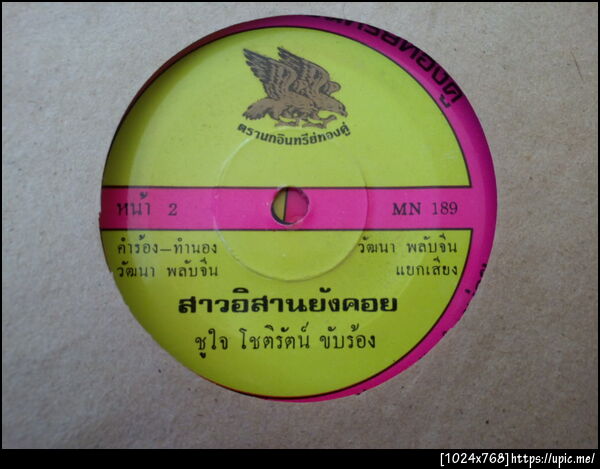 ตรานกอินทรีย์ทองคู่
หน้า 2
MN 189
คำร้อง–ทำนอง
วัฒนา พลับจีน
วัฒนา พลับจีน
แยกเสียง
สาวอิสานยังคอย
ชูใจ โชติรัตน์ ขับร้อง
[1024x768]https://upic.me/